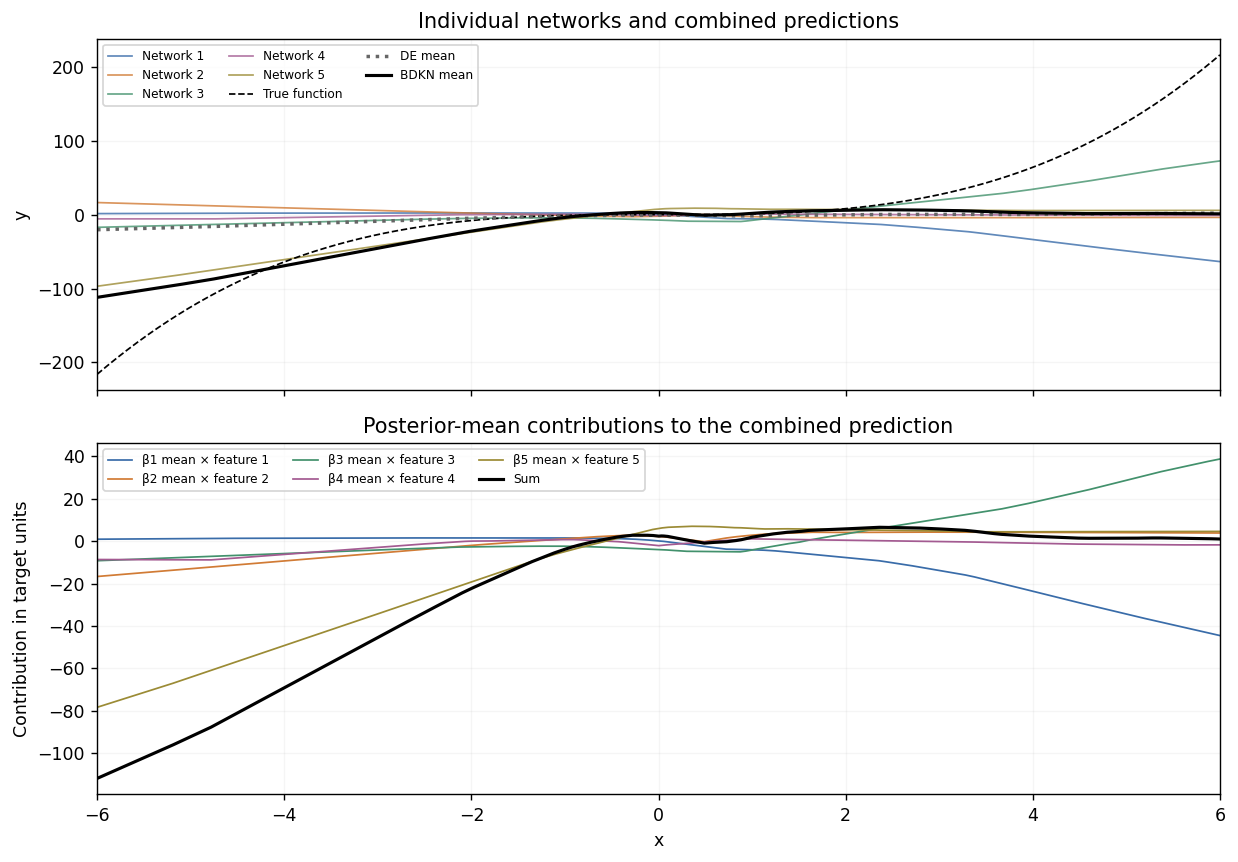 Individual networks and combined predictions
Network 1 Network 4 DE mean
Network 2 Network 5 BDKN mean
Network 3 True function
200
100
0
−100
−200
y
Posterior-mean contributions to the combined prediction
β1 mean × feature 1 β3 mean × feature 3 β5 mean × feature 5
β2 mean × feature 2 β4 mean × feature 4 Sum
40
20
0
−20
−40
−60
−80
−100
Contribution in target units
−6 −4 −2 0 2 4 6
x